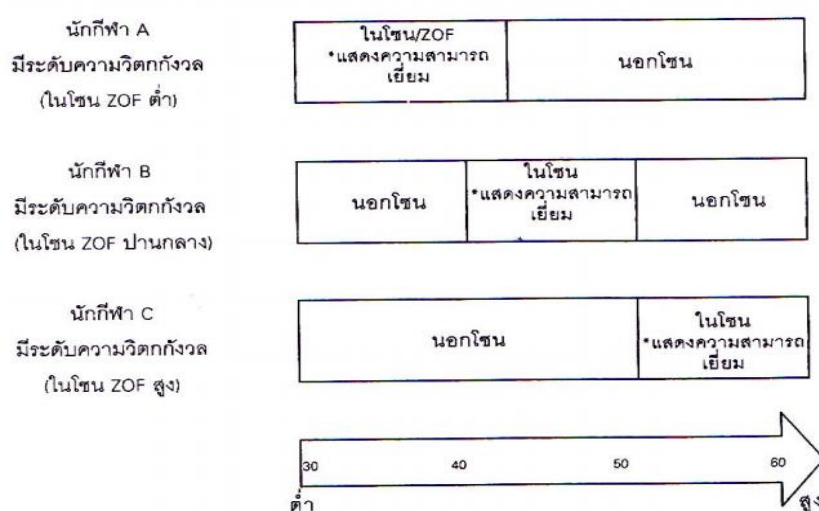 นักกีฬา A
มีระดับความวิตกกังวล
(ในโซน ZOF ต่ำ)
ในโซน/ZOF
*แสดงความสามารถ
เยี่ยม
นอกโซน
นักกีฬา B
มีระดับความวิตกกังวล
(ในโซน ZOF ปานกลาง)
นอกโซน
ในโซน
*แสดงความสามารถ
เยี่ยม
นอกโซน
นักกีฬา C
มีระดับความวิตกกังวล
(ในโซน ZOF สูง)
นอกโซน
ในโซน
*แสดงความสามารถ
เยี่ยม
30 40 50 60
ต่ำ สูง